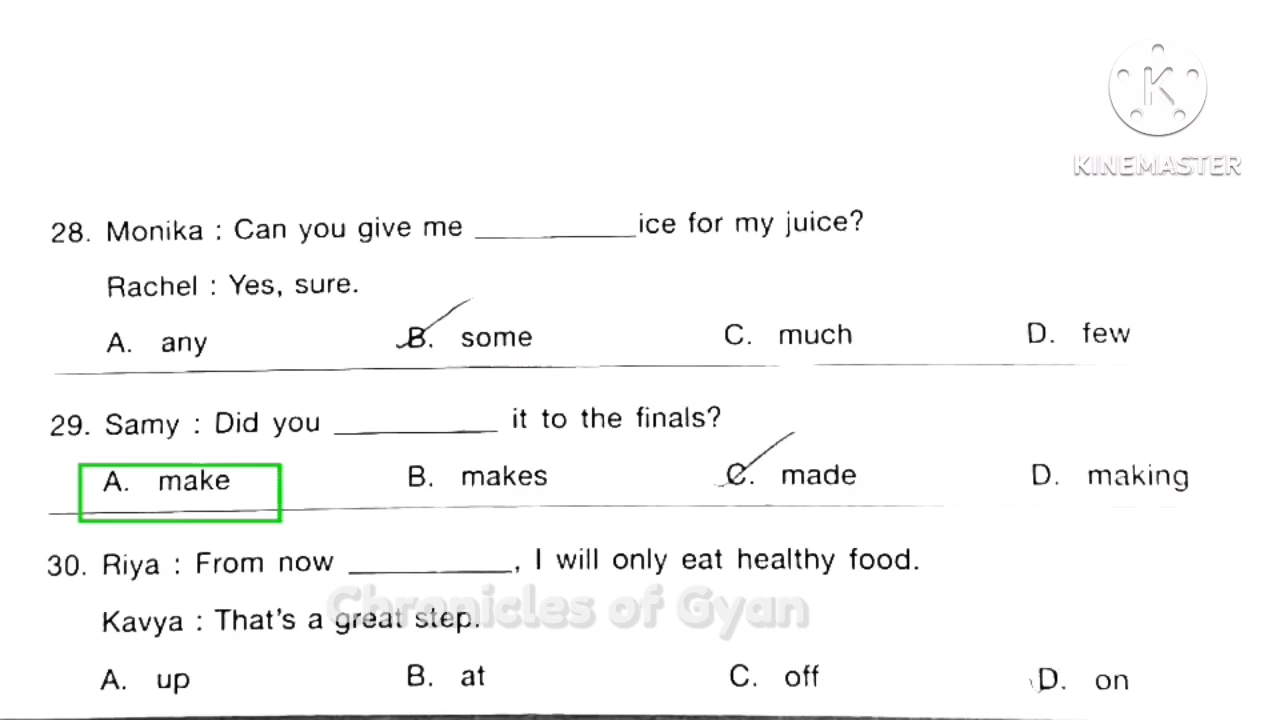 KINEMASTER
28. Monika : Can you give me __________ ice for my juice?
Rachel : Yes, sure.
A. any B. some C. much D. few
29. Samy : Did you __________ it to the finals?
A. make B. makes C. made D. making
30. Riya : From now __________, I will only eat healthy food.
Chronicles of Gyan
Kavya : That's a great step.
A. up B. at C. off D. on